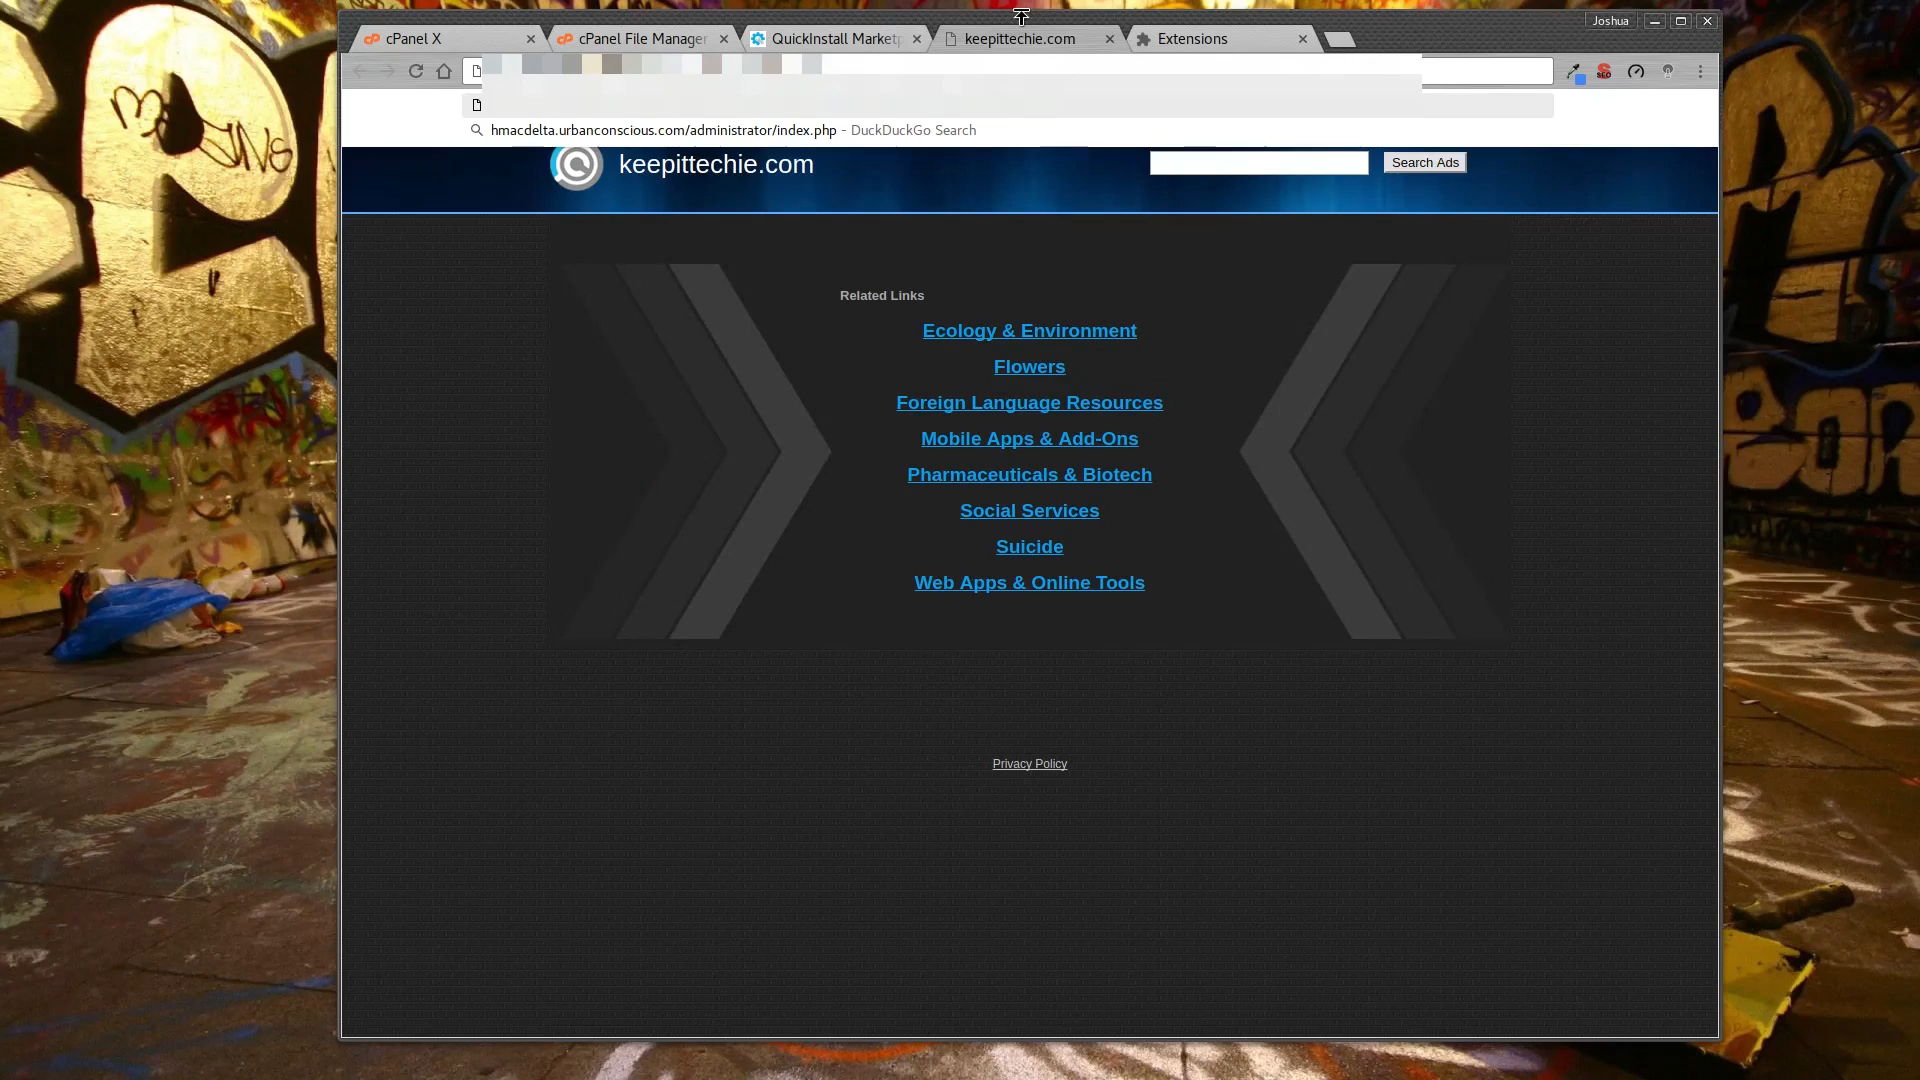 Joshua
cPanel X
cPanel File Manager
QuickInstall Marketp
keepittechie.com
Extensions
SEO
hmacdelta.urbanconscious.com/administrator/index.php - DuckDuckGo Search
keepittechie.com
Search Ads
Related Links
Ecology & Environment
Flowers
Foreign Language Resources
Mobile Apps & Add-Ons
Pharmaceuticals & Biotech
Social Services
Suicide
Web Apps & Online Tools
Privacy Policy